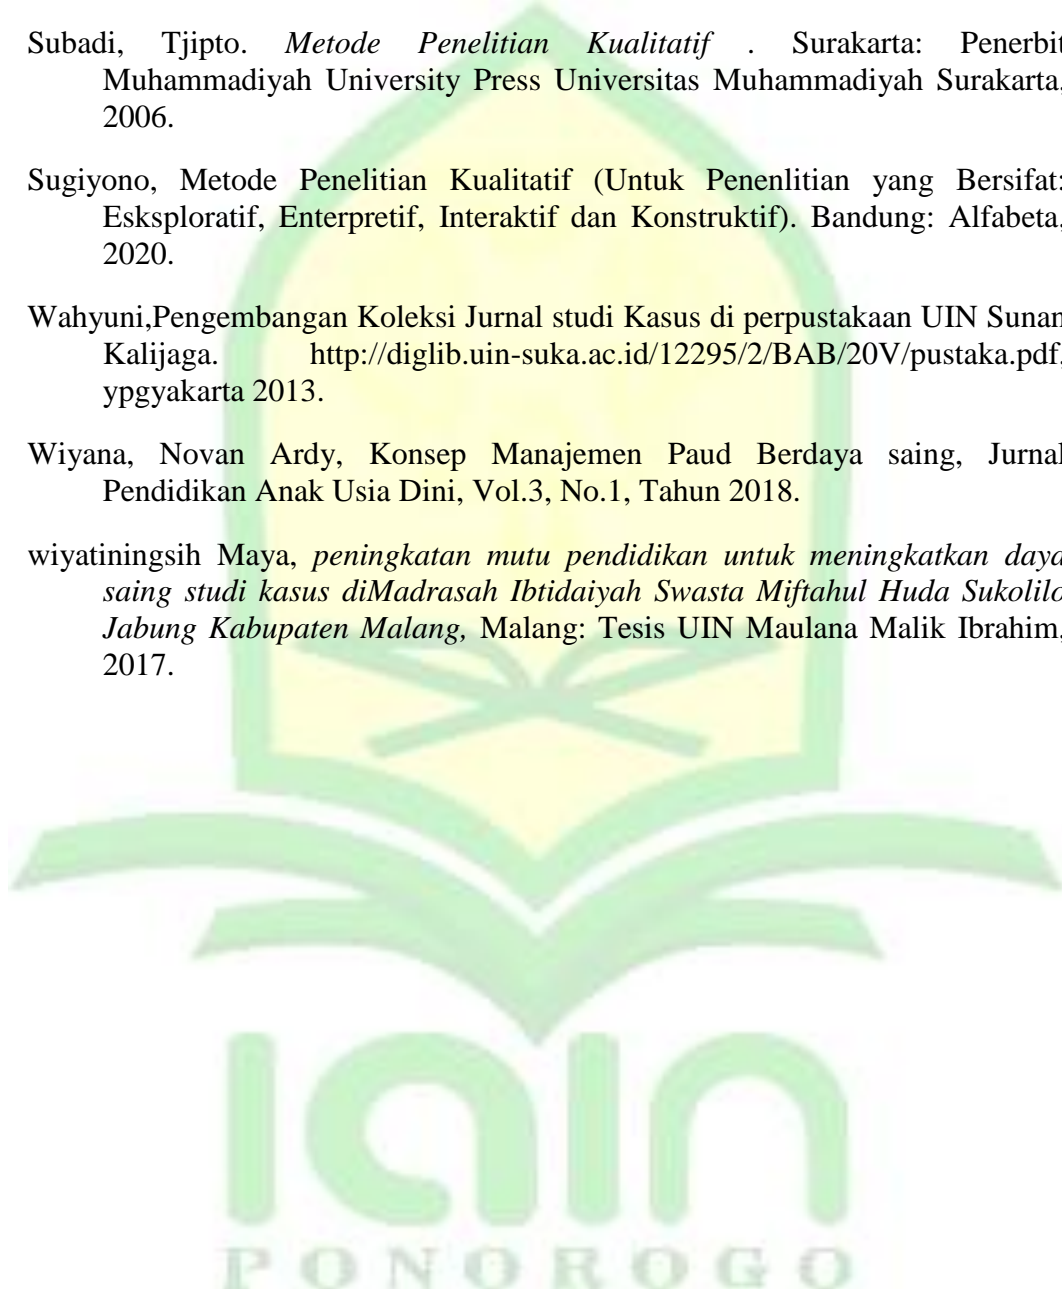 Subadi, Tjipto. Metode Penelitian Kualitatif . Surakarta: Penerbit
Muhammadiyah University Press Universitas Muhammadiyah Surakarta,
2006.
Sugiyono, Metode Penelitian Kualitatif (Untuk Penenlitian yang Bersifat:
Esksploratif, Enterpretif, Interaktif dan Konstruktif). Bandung: Alfabeta,
2020.
Wahyuni,Pengembangan Koleksi Jurnal studi Kasus di perpustakaan UIN Sunan
Kalijaga. http://diglib.uin-suka.ac.id/12295/2/BAB/20V/pustaka.pdf,
ypgyakarta 2013.
Wiyana, Novan Ardy, Konsep Manajemen Paud Berdaya saing, Jurnal
Pendidikan Anak Usia Dini, Vol.3, No.1, Tahun 2018.
wiyatiningsih Maya, peningkatan mutu pendidikan untuk meningkatkan daya
saing studi kasus diMadrasah Ibtidaiyah Swasta Miftahul Huda Sukolilo
Jabung Kabupaten Malang, Malang: Tesis UIN Maulana Malik Ibrahim,
2017.
iain
PONOROGO